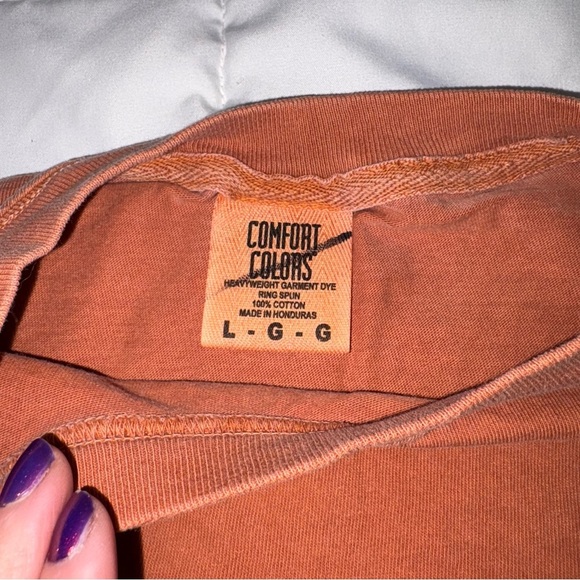 COMFORT
COLORS
HEAVYWEIGHT GARMENT DYE
RING SPUN
100% COTTON
MADE IN HONDURAS
L - G - G